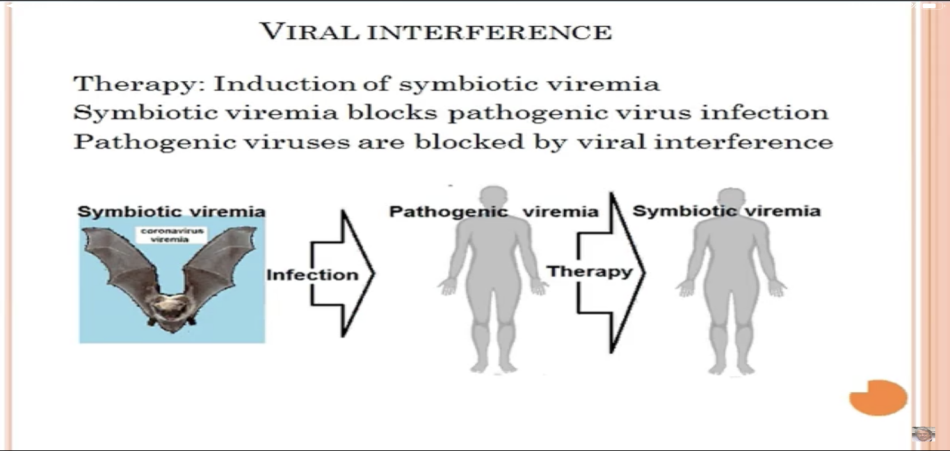 VIRAL INTERFERENCE
Therapy: Induction of symbiotic viremia
Symbiotic viremia blocks pathogenic virus infection
Pathogenic viruses are blocked by viral interference
Symbiotic viremia
coronavirus
viremia
Infection
Pathogenic viremia
Therapy
Symbiotic viremia